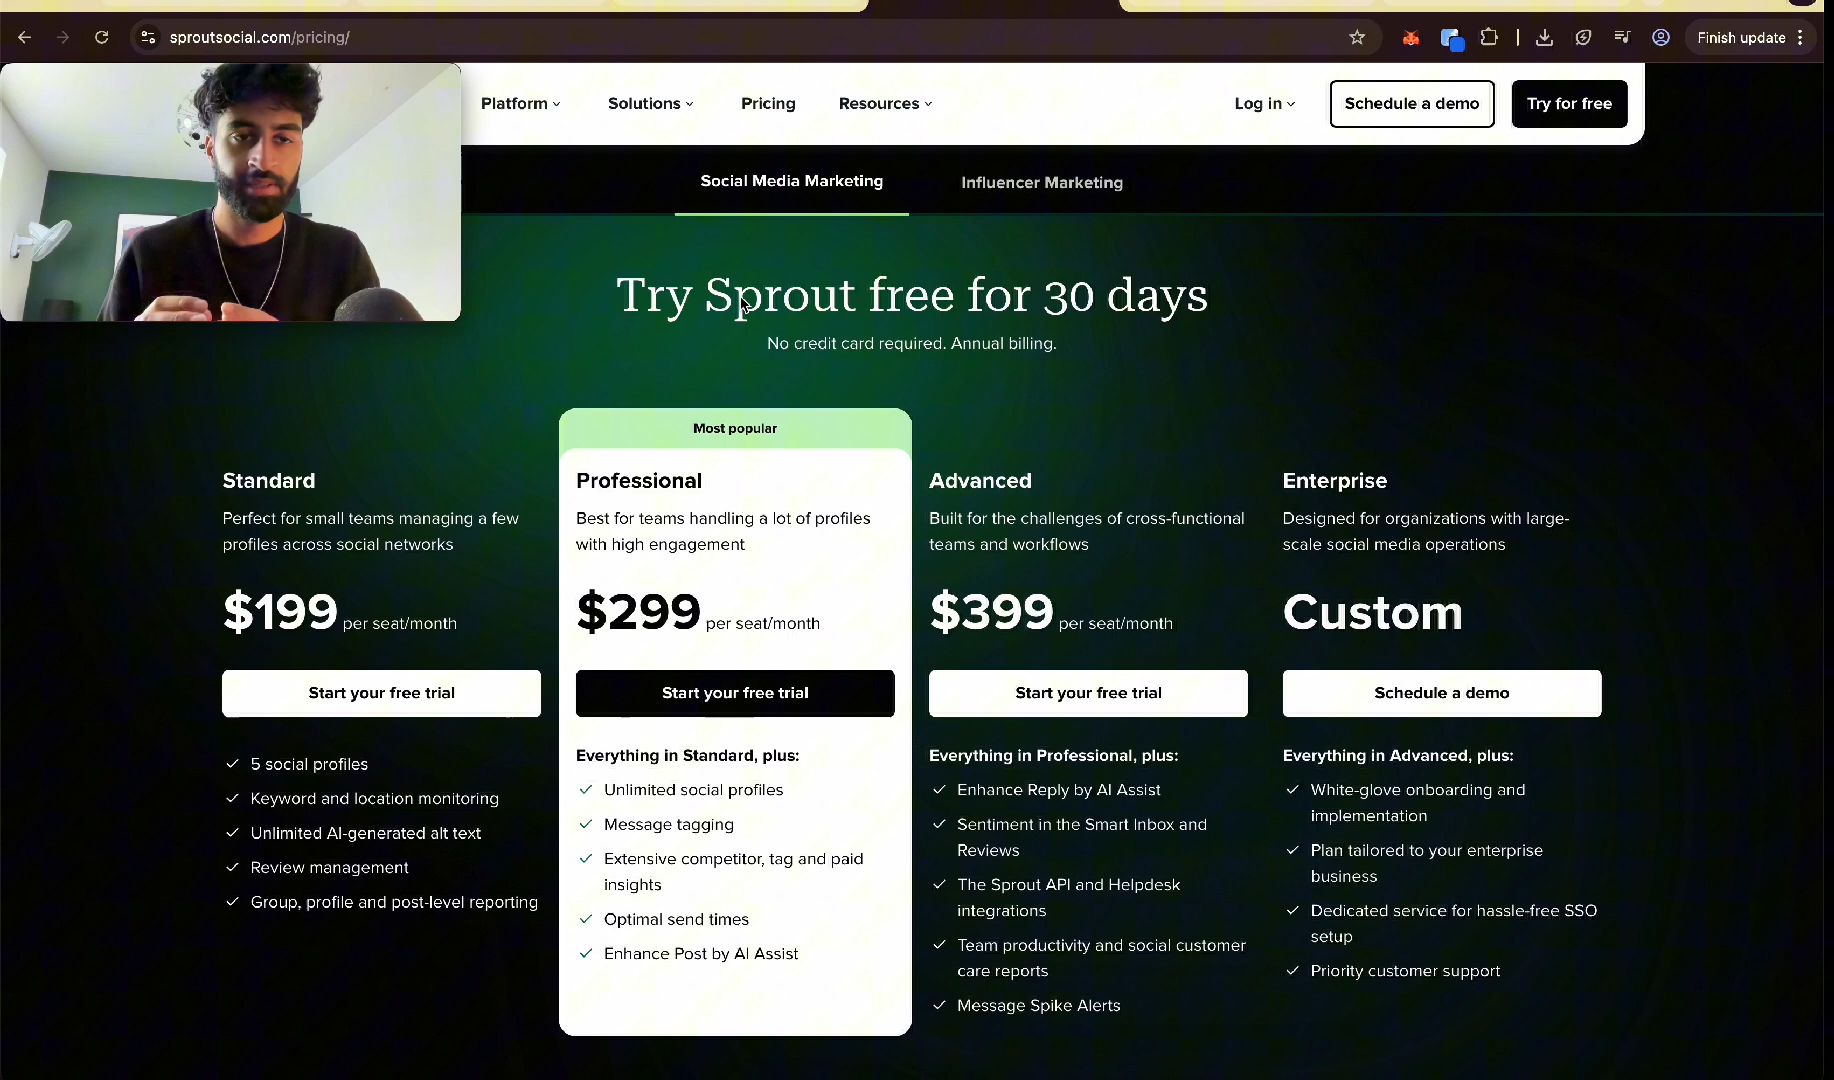 sproutsocial.com/pricing/
Finish update
Platform
Solutions
Pricing
Resources
Log in
Schedule a demo
Try for free
Social Media Marketing
Influencer Marketing
Try Sprout free for 30 days
No credit card required. Annual billing.
Standard
Perfect for small teams managing a few
profiles across social networks
$199 per seat/month
Start your free trial
5 social profiles
Keyword and location monitoring
Unlimited AI-generated alt text
Review management
Group, profile and post-level reporting
Most popular
Professional
Best for teams handling a lot of profiles
with high engagement
$299 per seat/month
Start your free trial
Everything in Standard, plus:
Unlimited social profiles
Message tagging
Extensive competitor, tag and paid
insights
Optimal send times
Enhance Post by AI Assist
Advanced
Built for the challenges of cross-functional
teams and workflows
$399 per seat/month
Start your free trial
Everything in Professional, plus:
Enhance Reply by AI Assist
Sentiment in the Smart Inbox and
Reviews
The Sprout API and Helpdesk
integrations
Team productivity and social customer
care reports
Message Spike Alerts
Enterprise
Designed for organizations with large-
scale social media operations
Custom
Schedule a demo
Everything in Advanced, plus:
White-glove onboarding and
implementation
Plan tailored to your enterprise
business
Dedicated service for hassle-free SSO
setup
Priority customer support